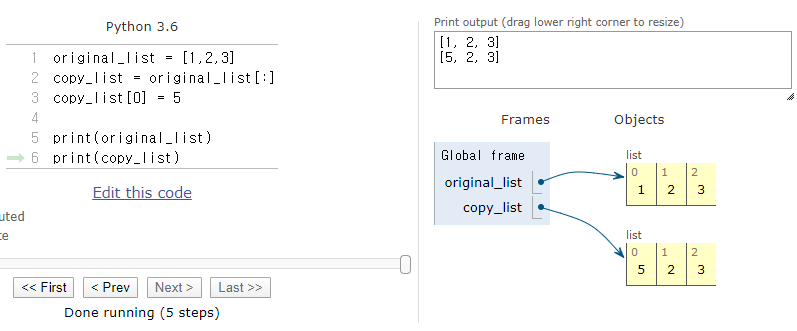 Python 3.6
1 original_list = [1,2,3]
2 copy_list = original_list[:]
3 copy_list[0] = 5
4
5 print(original_list)
6 print(copy_list)
Edit this code
uted
te
<< First
< Prev
Next >
Last >>
Done running (5 steps)
Print output (drag lower right corner to resize)
[1, 2, 3]
[5, 2, 3]
Frames
Objects
Global frame
original_list
copy_list
list
0 1 2
1 2 3
list
0 1 2
5 2 3